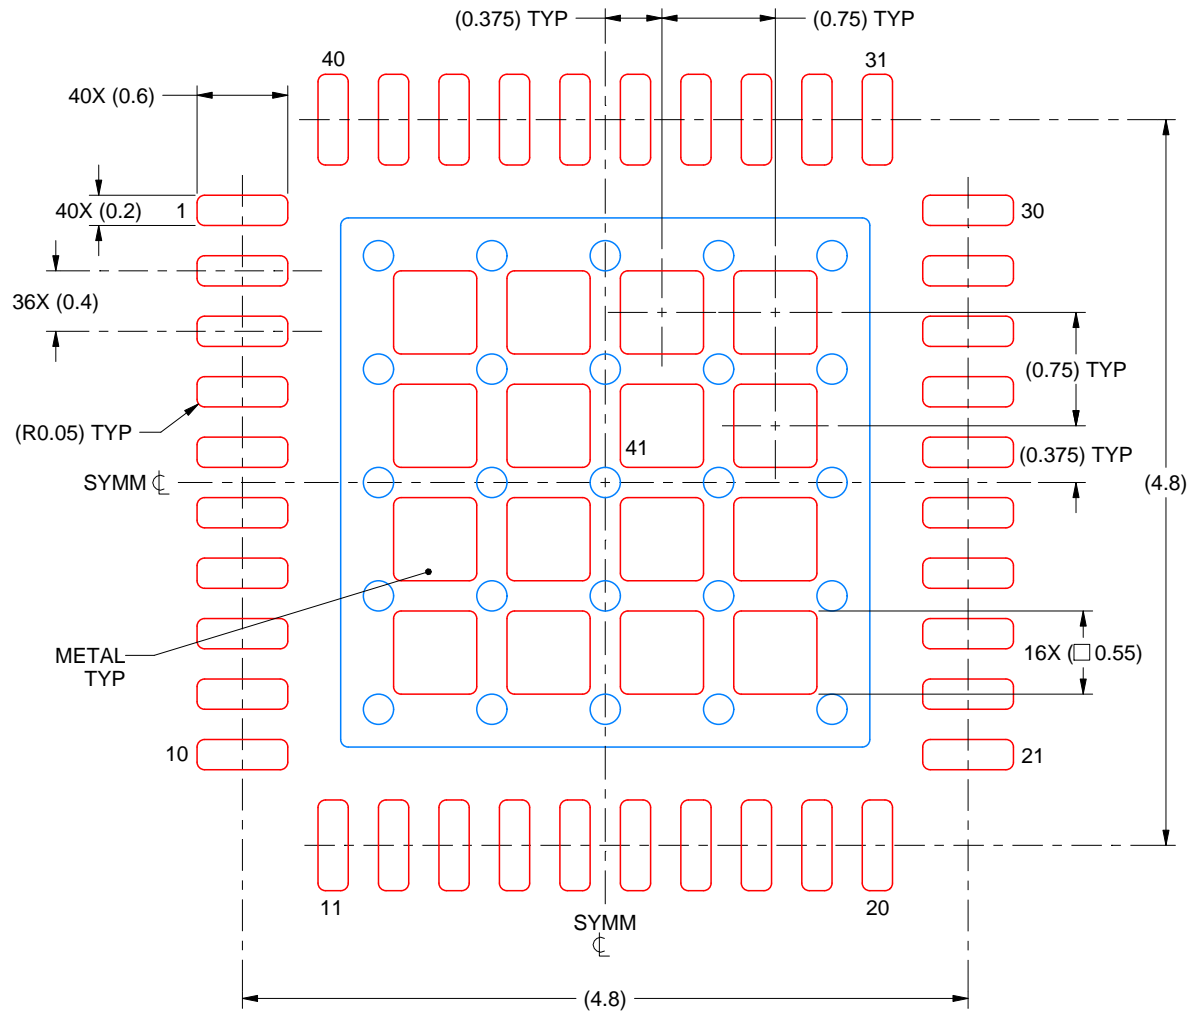 (0.375) TYP
(0.75) TYP
40
31
40X (0.6)
40X (0.2)
1
30
36X (0.4)
(0.75) TYP
(R0.05) TYP
41
(0.375) TYP
SYMM ℄
(4.8)
METAL
TYP
16X (□ 0.55)
10
21
11
20
SYMM
℄
(4.8)